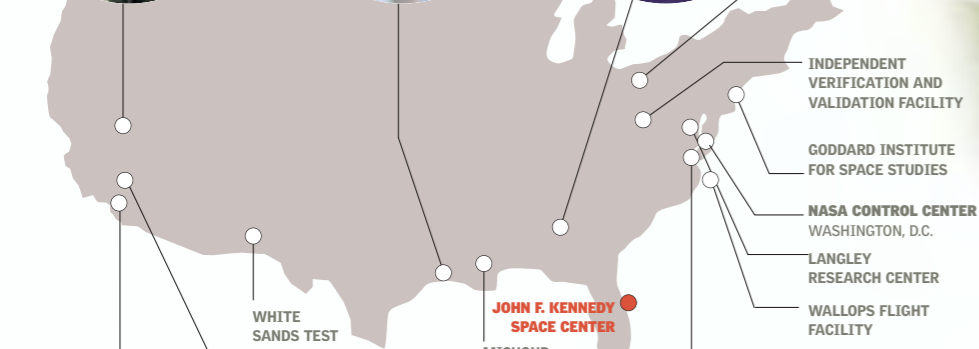 INDEPENDENT
VERIFICATION AND
VALIDATION FACILITY
GODDARD INSTITUTE
FOR SPACE STUDIES
NASA CONTROL CENTER
WASHINGTON, D.C.
LANGLEY
RESEARCH CENTER
WALLOPS FLIGHT
FACILITY
JOHN F. KENNEDY
SPACE CENTER
WHITE
SANDS TEST